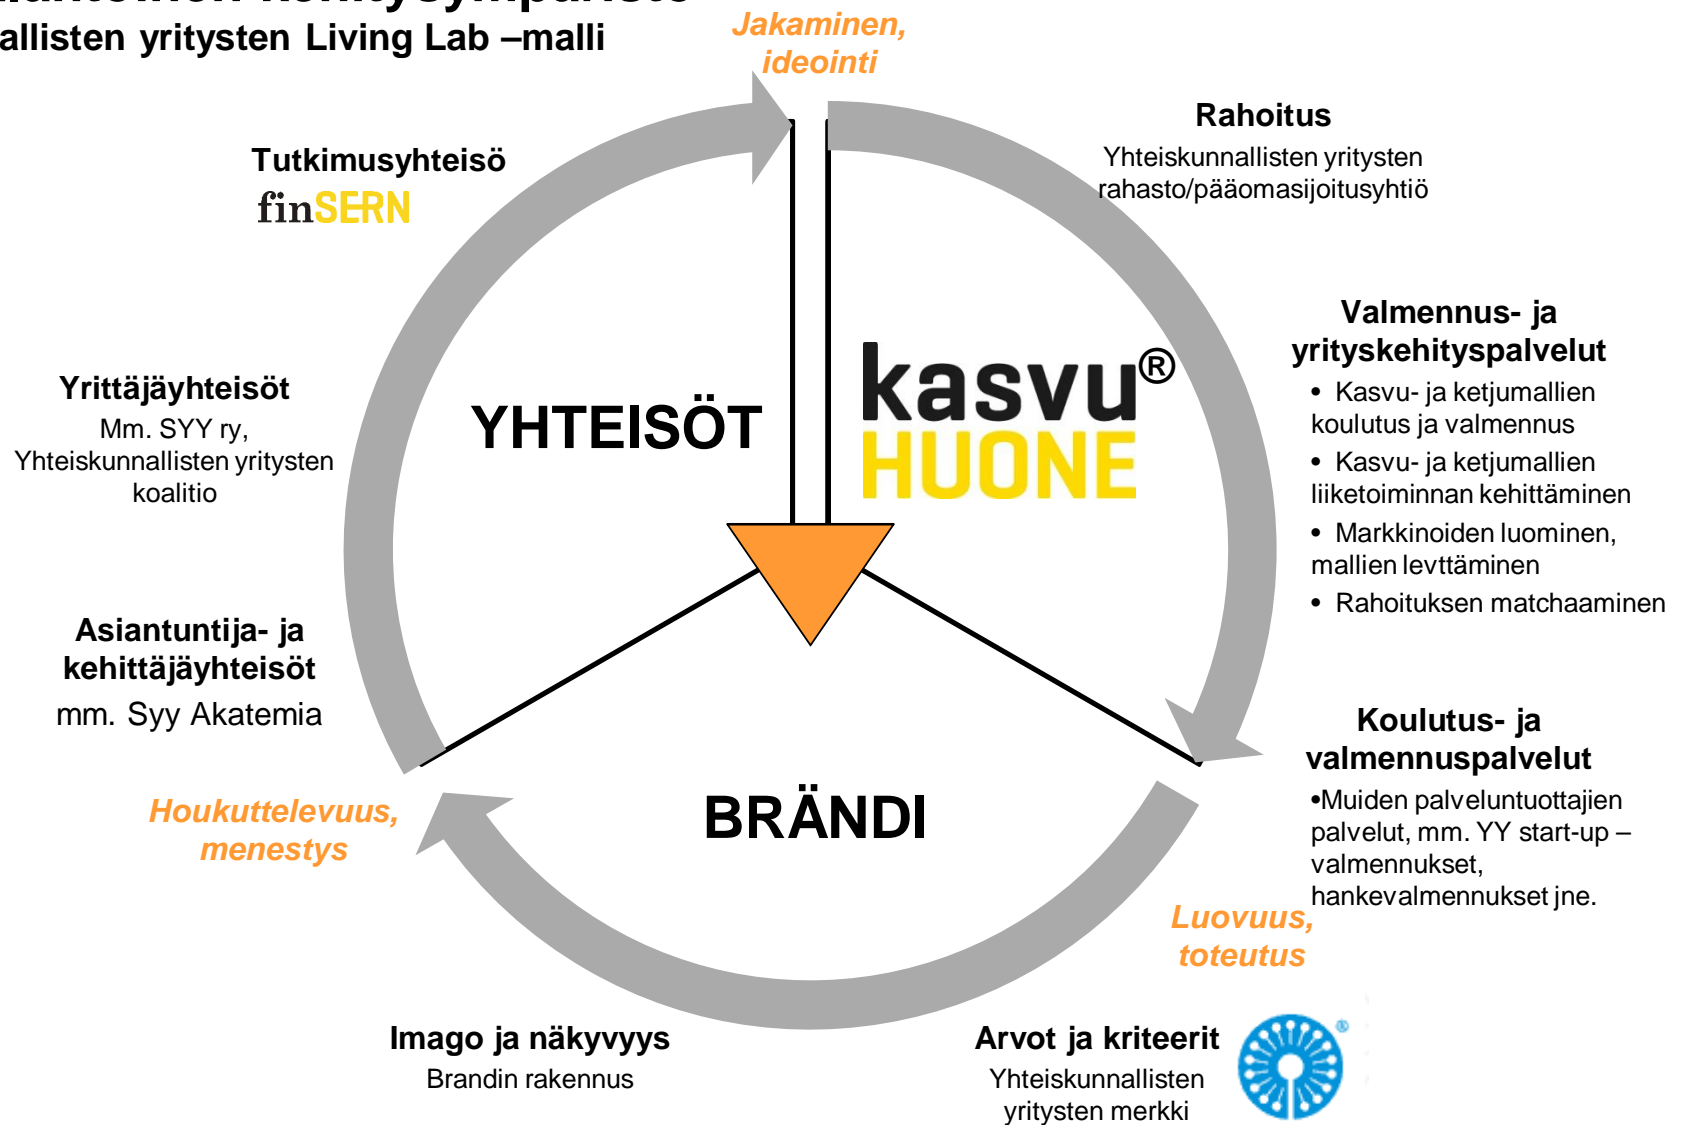 kehitysympäristö
allisten yritysten Living Lab –malli
Jakaminen,
ideointi
Rahoitus
Yhteiskunnallisten yritysten
rahasto/pääomasijoitusyhtiö
Tutkimusyhteisö
finSERN
Valmennus- ja
yrityskehityspalvelut
• Kasvu- ja ketjumallien
koulutus ja valmennus
• Kasvu- ja ketjumallien
liiketoiminnan kehittäminen
• Markkinoiden luominen,
mallien levttäminen
• Rahoituksen matchaaminen
kasvu®
HUONE
YHTEISÖT
Yrittäjäyhteisöt
Mm. SYY ry,
Yhteiskunnallisten yritysten
koalitio
Asiantuntija- ja
kehittäjäyhteisöt
mm. Syy Akatemia
Koulutus- ja
valmennuspalvelut
•Muiden palveluntuottajien
palvelut, mm. YY start-up –
valmennukset,
hankevalmennukset jne.
Houkuttelevuus,
menestys
BRÄNDI
Luovuus,
toteutus
Imago ja näkyvyys
Brandin rakennus
Arvot ja kriteerit
Yhteiskunnallisten
yritysten merkki
®